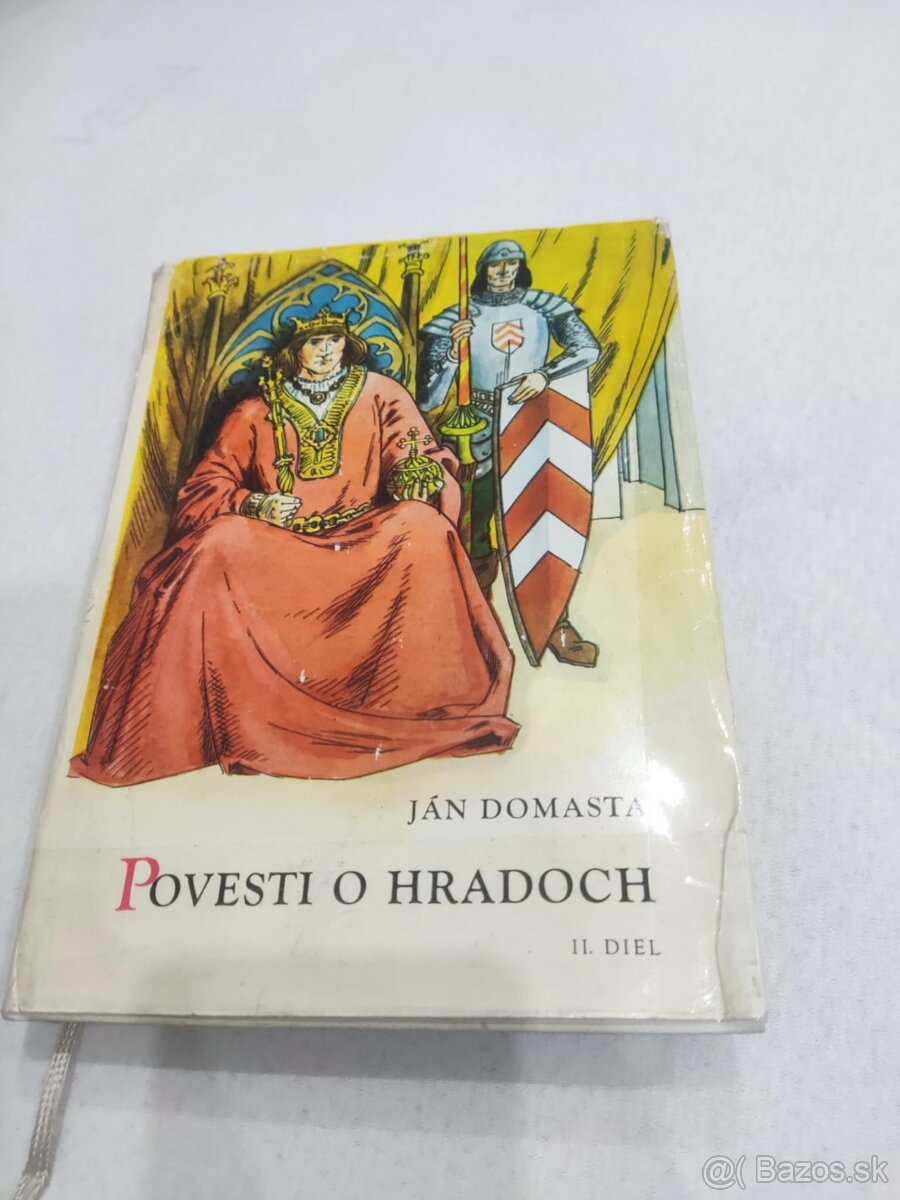 JÁN DOMASTA
POVESTI O HRADOCH
II. DIEL
@( Bazos.sk